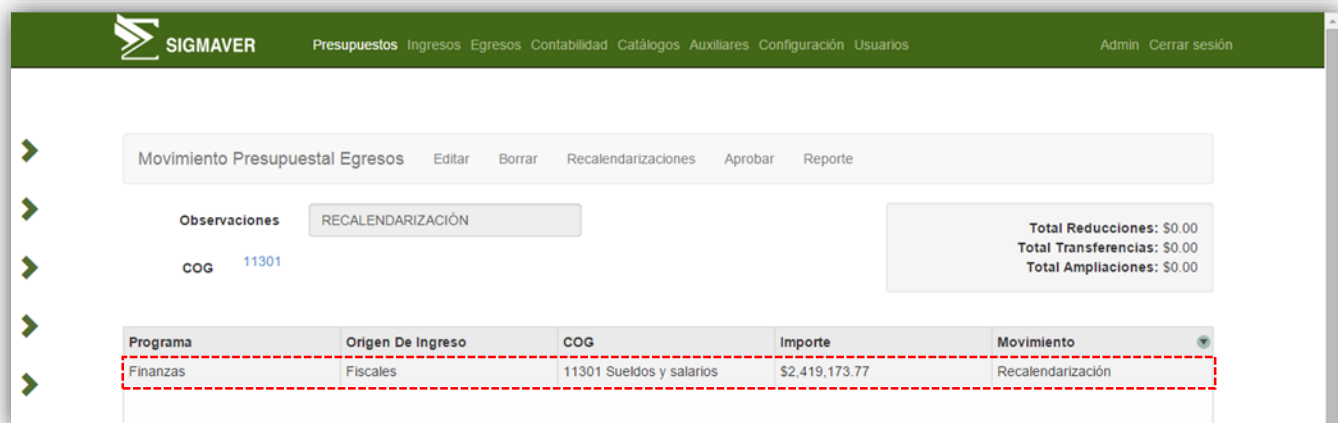 SIGMAVER Presupuestos Ingresos Egresos Contabilidad Catálogos Auxiliares Configuración Usuarios Admin Cerrar sesión
Movimiento Presupuestal Egresos Editar Borrar Recalendarizaciones Aprobar Reporte
Observaciones RECALENDARIZACIÓN
Total Reducciones: $0.00
Total Transferencias: $0.00
COG 11301
Total Ampliaciones: $0.00
Programa Origen De Ingreso COG Importe Movimiento
Finanzas Fiscales 11301 Sueldos y salarios $2,419,173.77 Recalendarización